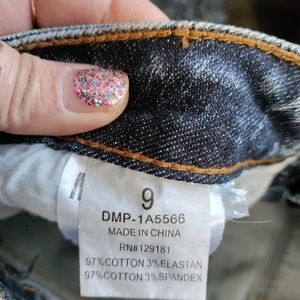 9
DMP-1A5566
MADE IN CHINA
RN#129181
97%COTTON 3%ELASTAN
97%COTTON 3%SPANDEX